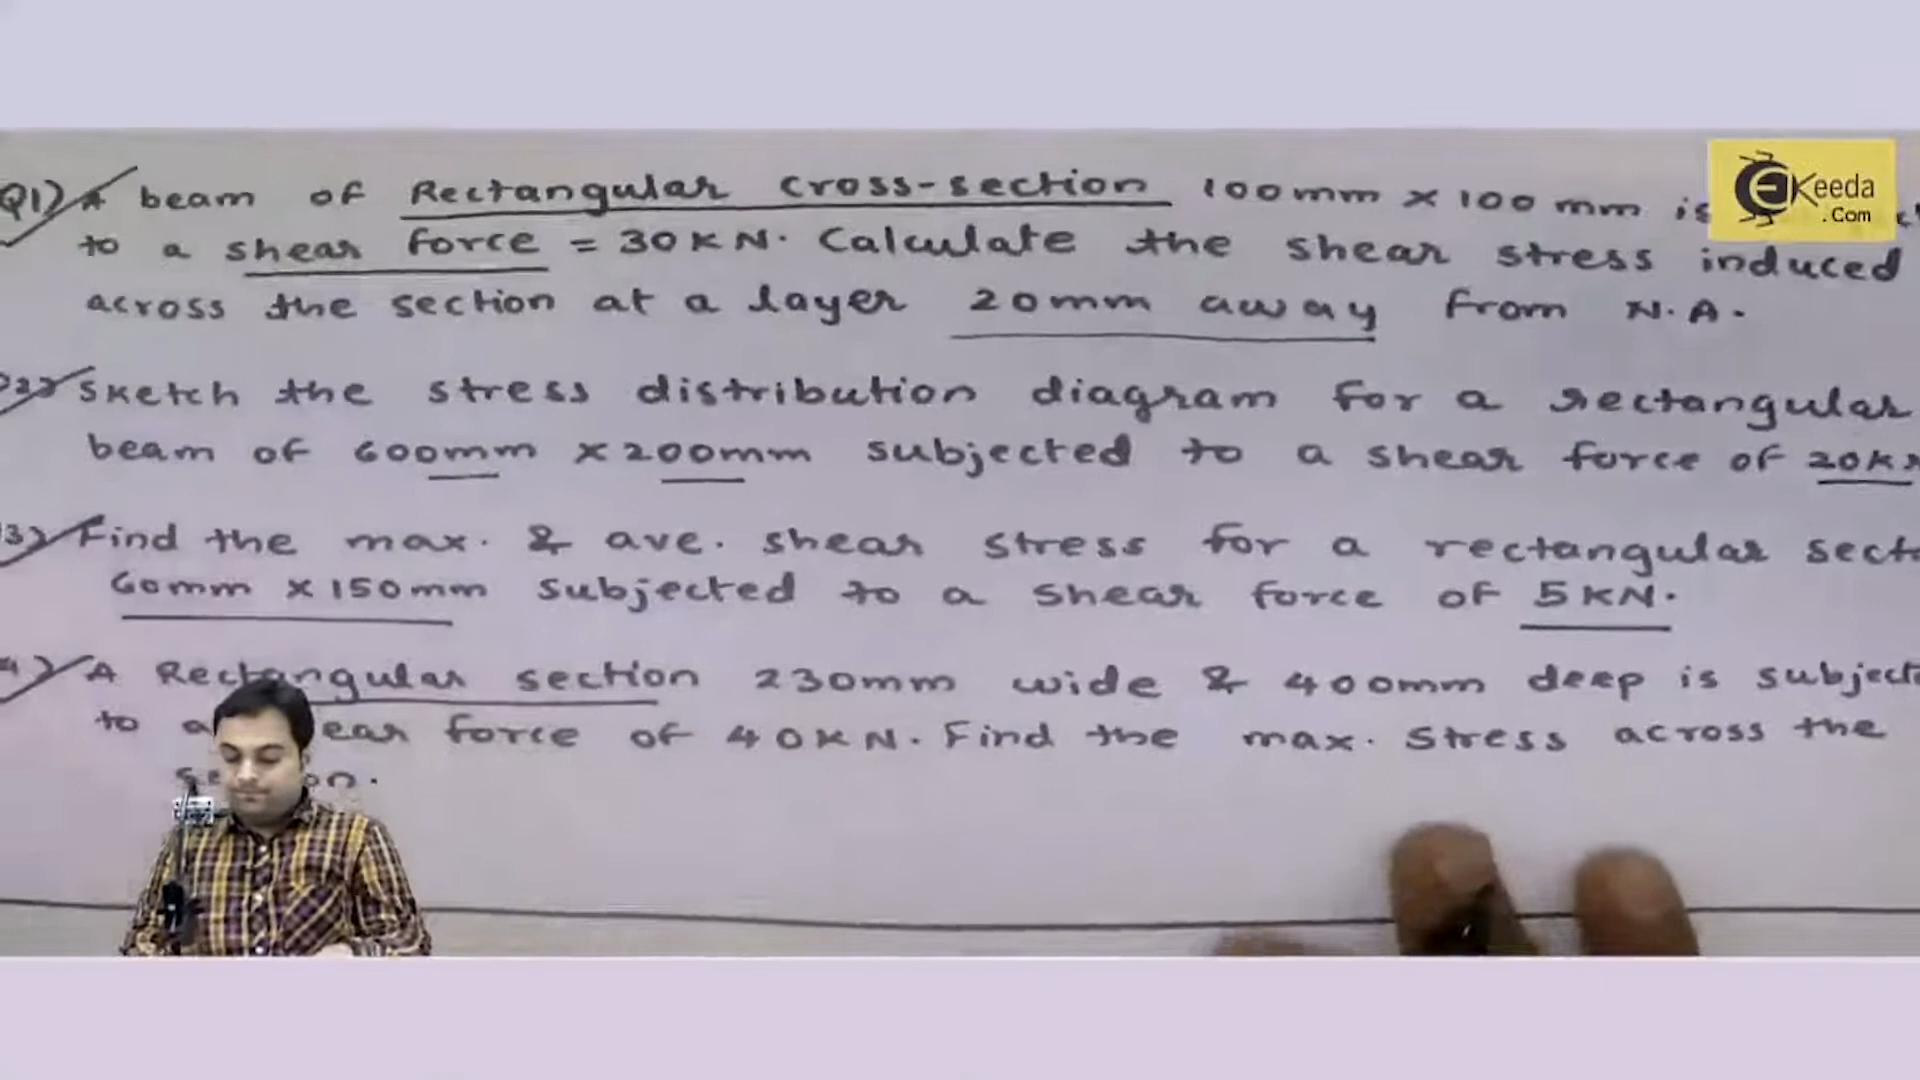 Q1) A beam of Rectangular cross-section 100mm x 100 mm is
to a shear force = 30KN. Calculate the shear stress induced
across the section at a layer 20mm away from N.A.
Sketch the stress distribution diagram for a rectangular
beam of 600mm x 200mm subjected to a shear force of
Find the max. & ave. shear stress for a rectangular
60mm x 150mm subjected to a shear force of 5KN.
A Rectangular section 230mm wide & 400mm deep is
to a force of 40KN. Find the max. stress across the
eKeeda
.Com